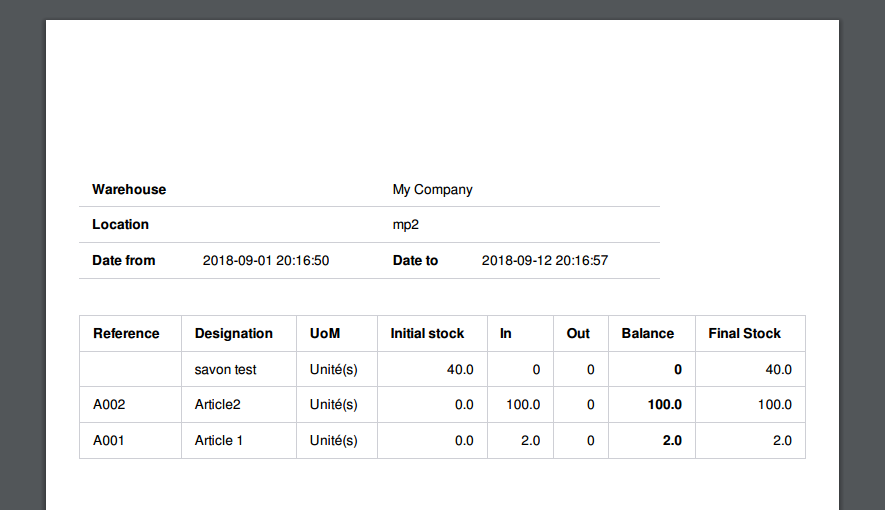 Warehouse My Company
Location mp2
Date from 2018-09-01 20:16:50 Date to 2018-09-12 20:16:57
Reference Designation UoM Initial stock In Out Balance Final Stock
savon test Unité(s) 40.0 0 0 0 40.0
A002 Article2 Unité(s) 0.0 100.0 0 100.0 100.0
A001 Article 1 Unité(s) 0.0 2.0 0 2.0 2.0